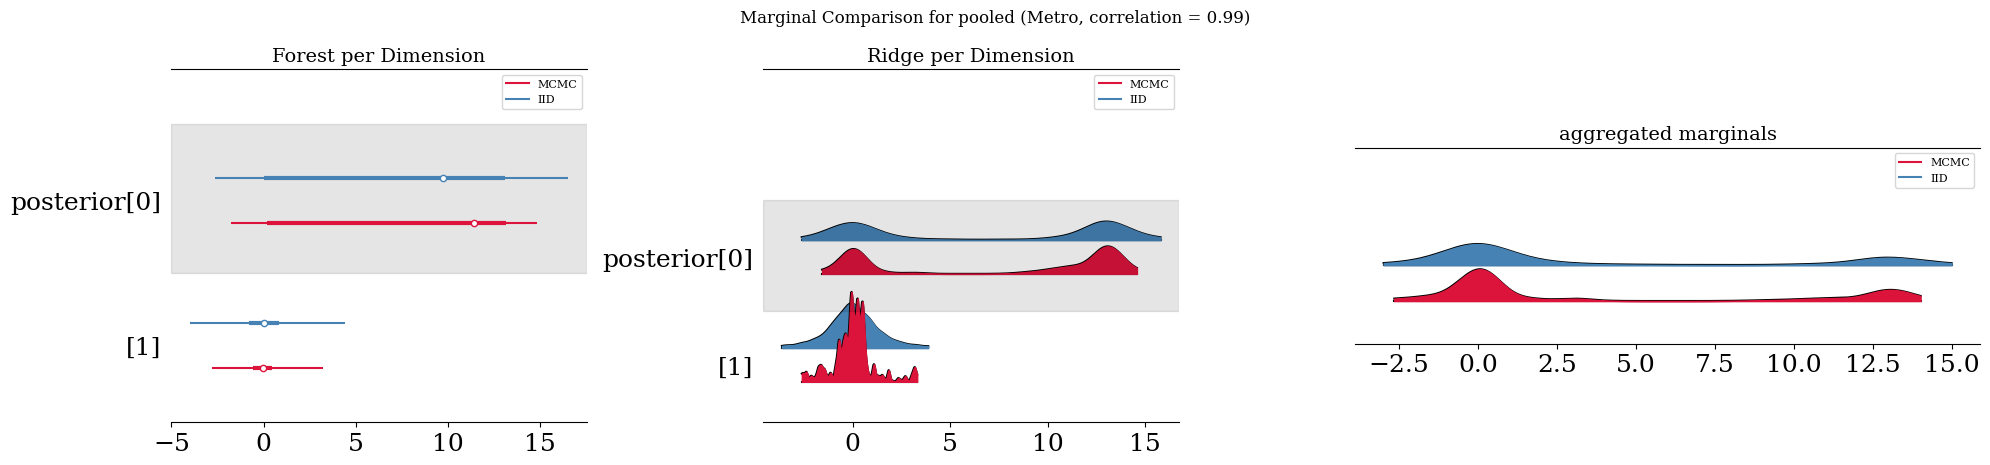 Marginal Comparison for pooled (Metro, correlation = 0.99)
Forest per Dimension
MCMC
IID
posterior[0]
[1]
−5 0 5 10 15
Ridge per Dimension
MCMC
IID
posterior[0]
[1]
0 5 10 15
aggregated marginals
MCMC
IID
−2.5 0.0 2.5 5.0 7.5 10.0 12.5 15.0